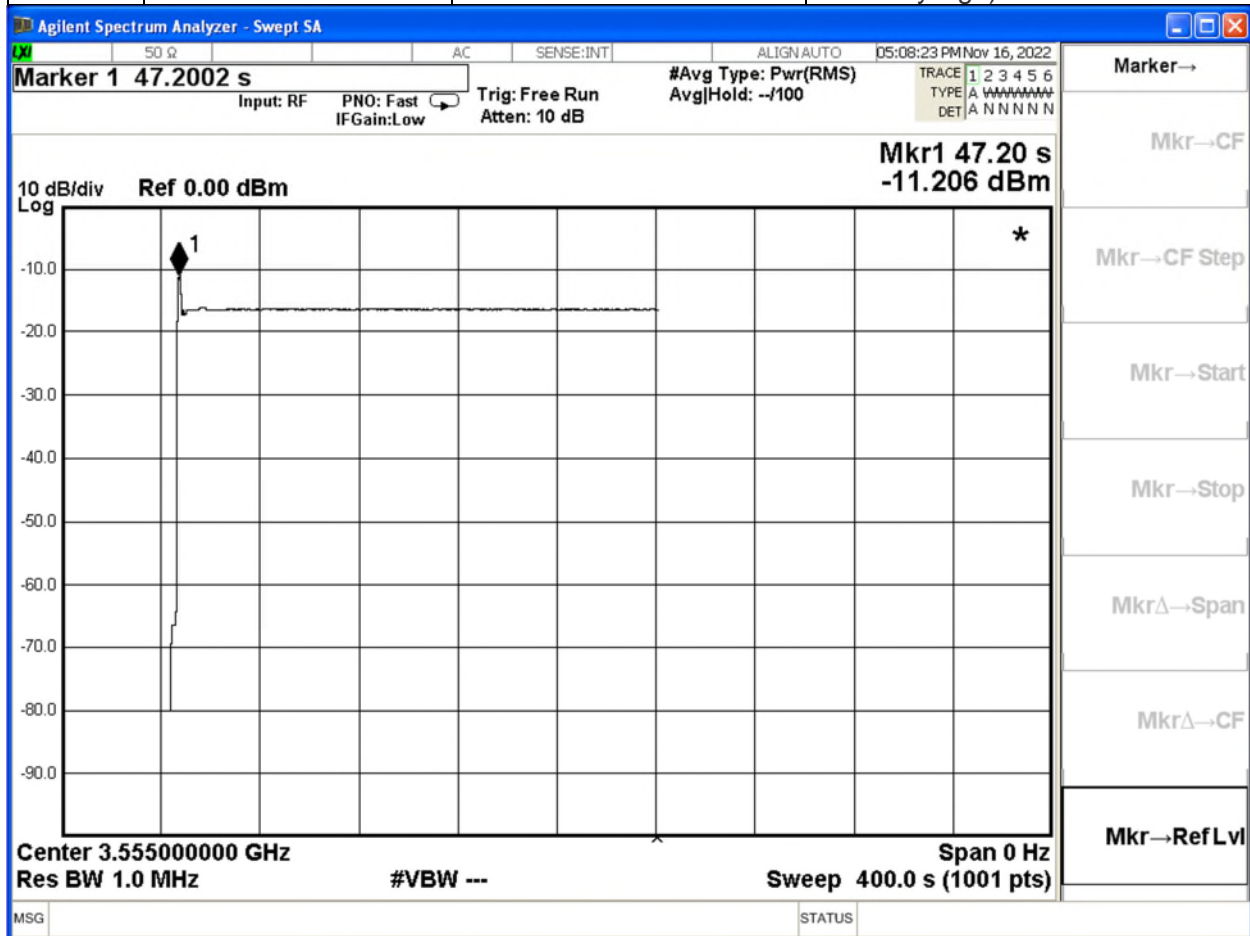 Agilent Spectrum Analyzer - Swept SA
LXI 50 Ω AC SENSE:INT ALIGN AUTO 05:08:23 PM Nov 16, 2022
Marker 1 47.2002 s
Input: RF PNO: Fast IFGain:Low
Trig: Free Run
Atten: 10 dB
#Avg Type: Pwr(RMS)
Avg|Hold: --/100
TRACE 1 2 3 4 5 6
TYPE A WWWWW
DET A N N N N N
Mkr1 47.20 s
-11.206 dBm
10 dB/div Ref 0.00 dBm
Log
1
*
-10.0
-20.0
-30.0
-40.0
-50.0
-60.0
-70.0
-80.0
-90.0
Center 3.555000000 GHz Span 0 Hz
Res BW 1.0 MHz #VBW --- Sweep 400.0 s (1001 pts)
MSG STATUS
Marker→
Mkr→CF
Mkr→CF Step
Mkr→Start
Mkr→Stop
MkrΔ→Span
MkrΔ→CF
Mkr→Ref Lvl